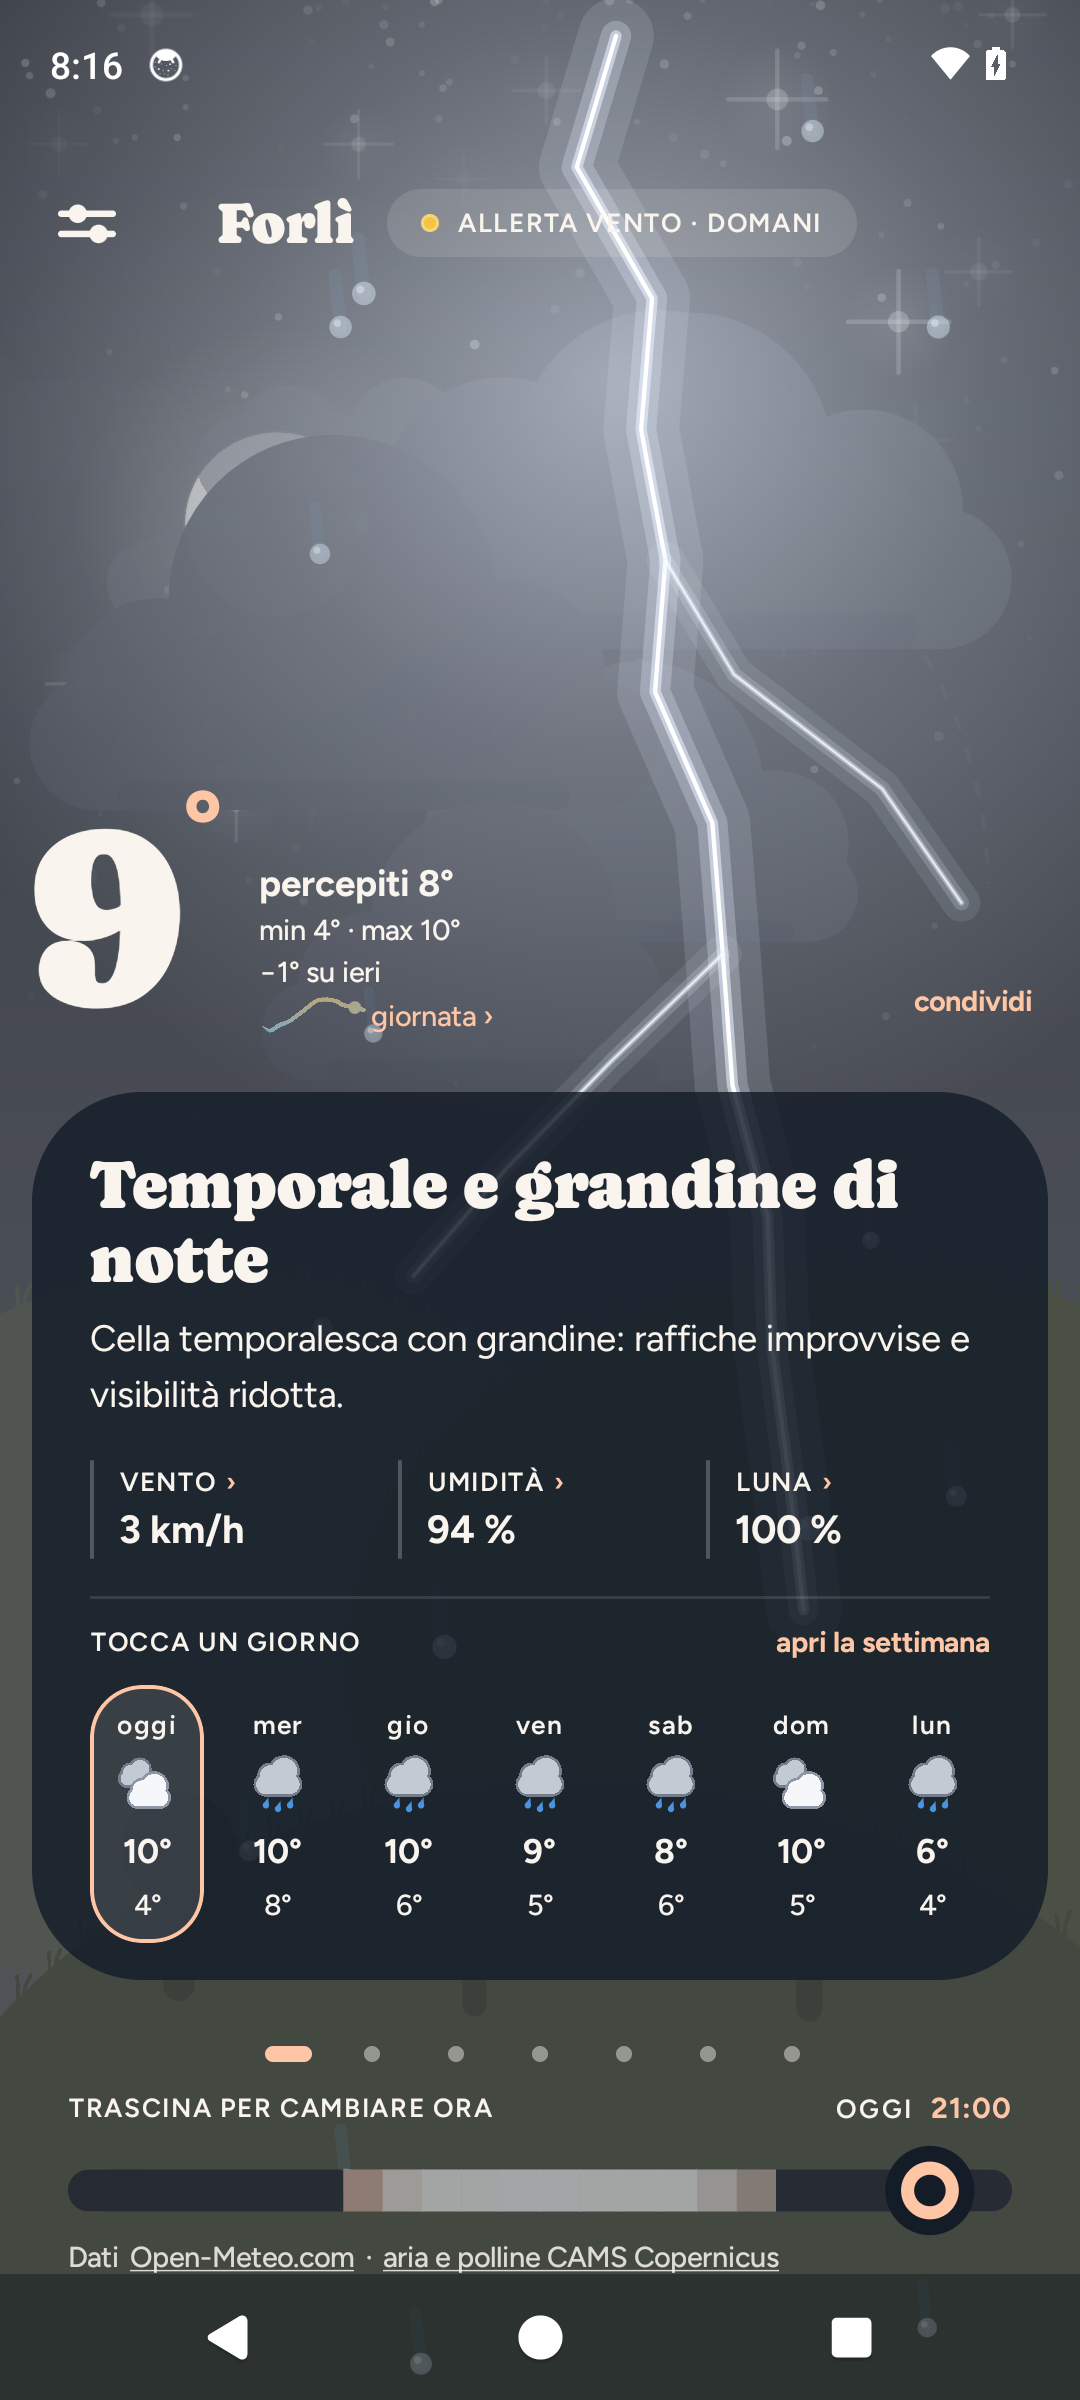 8:16
Forlì
ALLERTA VENTO · DOMANI
9°
percepiti 8°
min 4° · max 10°
−1° su ieri
giornata ›
condividi
Temporale e grandine di
notte
Cella temporalesca con grandine: raffiche improvvise e
visibilità ridotta.
VENTO › UMIDITÀ › LUNA ›
3 km/h 94 % 100 %
TOCCA UN GIORNO apri la settimana
oggi mer gio ven sab dom lun
10° 10° 10° 9° 8° 10° 6°
4° 8° 6° 5° 6° 5° 4°
TRASCINA PER CAMBIARE ORA OGGI 21:00
Dati Open-Meteo.com · aria e polline CAMS Copernicus